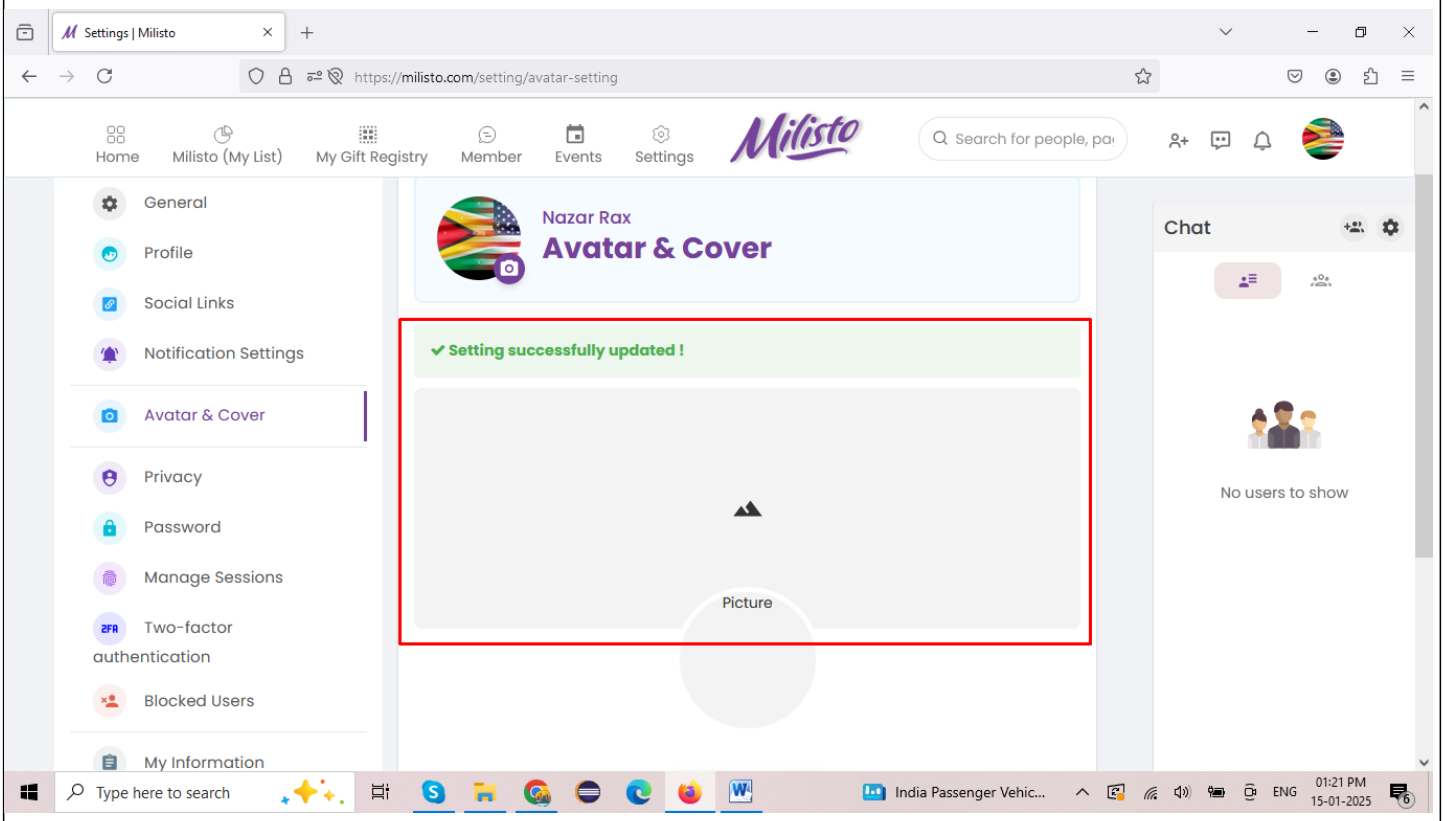 Settings | Milisto
https://milisto.com/setting/avatar-setting
Home
Milisto (My List)
My Gift Registry
Member
Events
Settings
Milisto
Search for people, pag
General
Profile
Social Links
Notification Settings
Avatar & Cover
Privacy
Password
Manage Sessions
2FA Two-factor
authentication
Blocked Users
My Information
Nazar Rax
Avatar & Cover
Setting successfully updated !
Picture
Chat
No users to show
Type here to search
India Passenger Vehic...
ENG
01:21 PM
15-01-2025
6